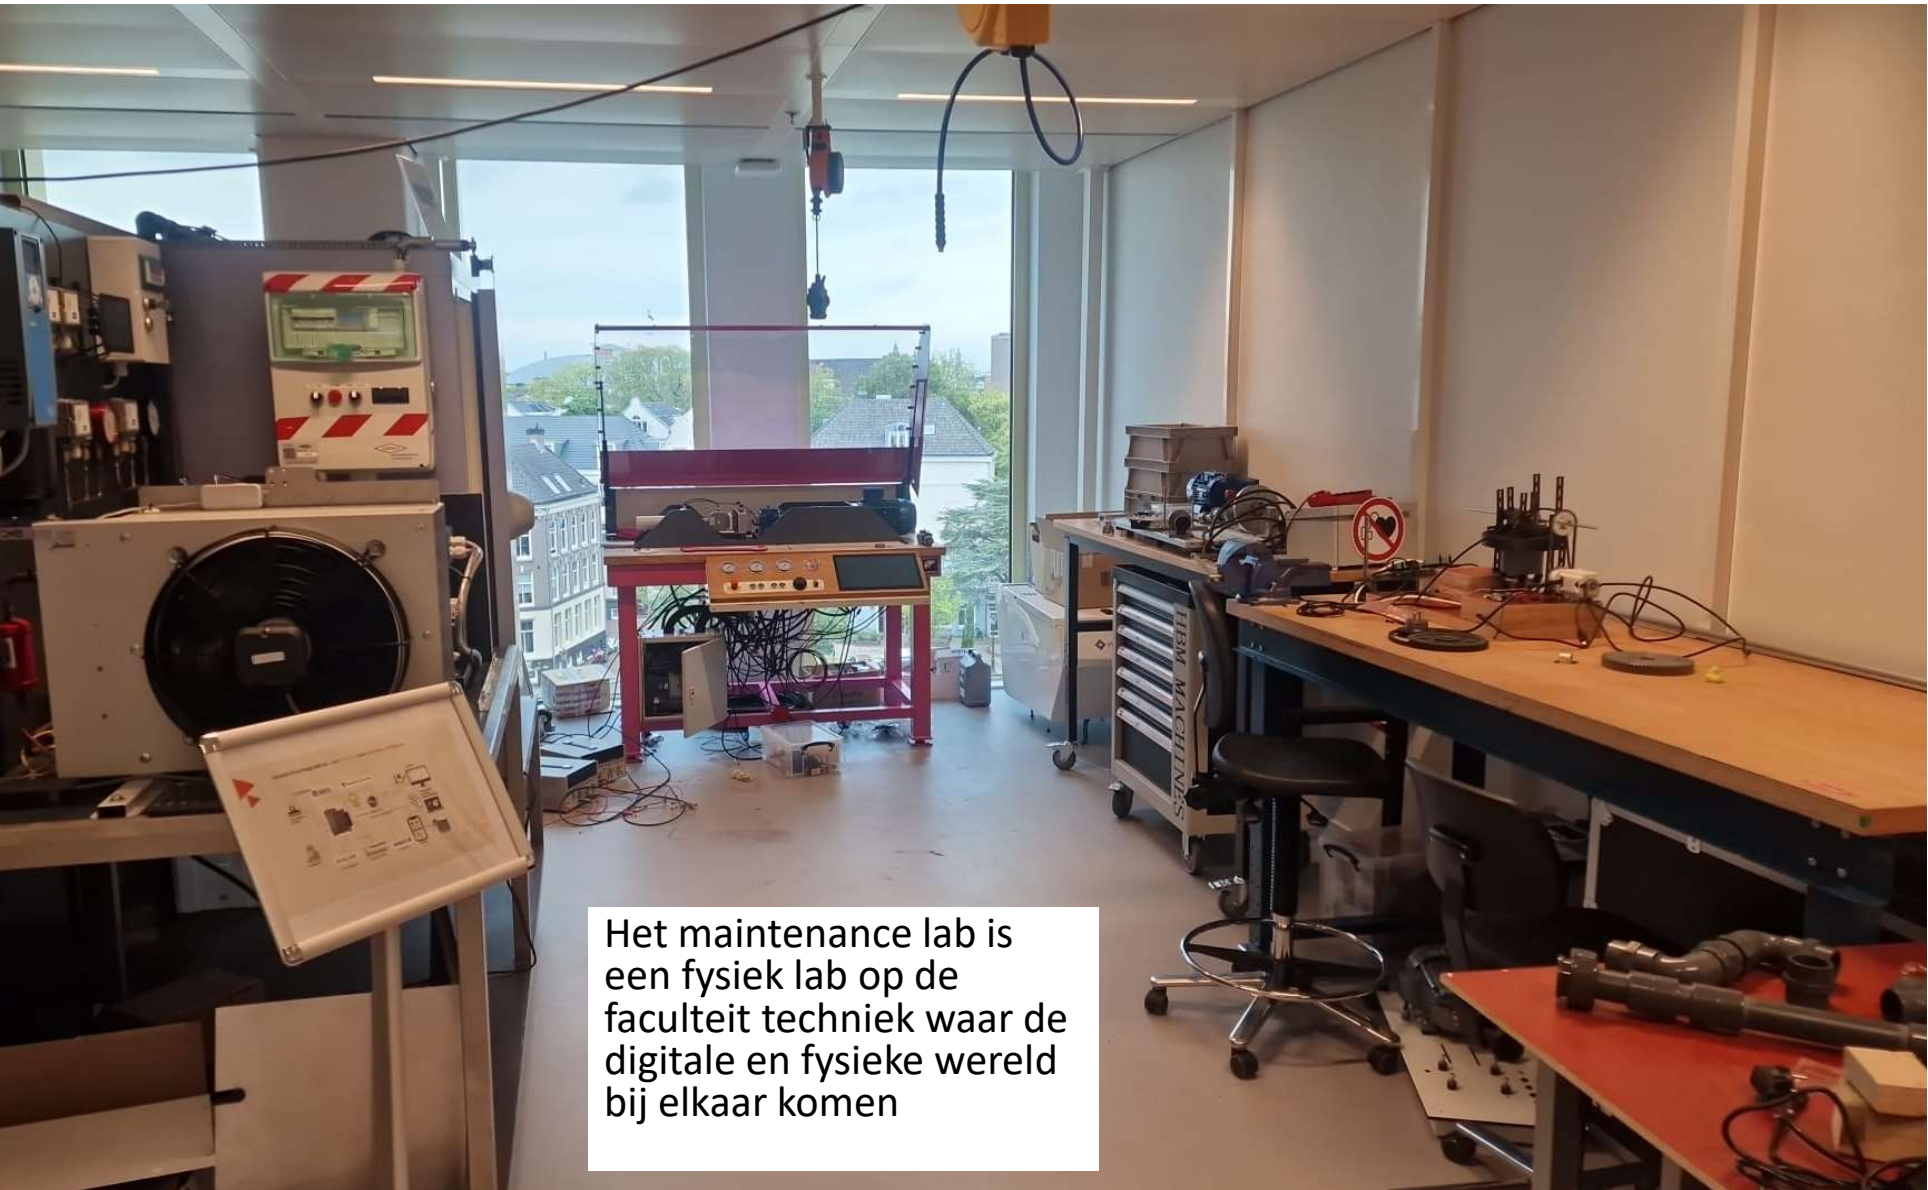 HBM MACHINES
Het maintenance lab is
een fysiek lab op de
faculteit techniek waar de
digitale en fysieke wereld
bij elkaar komen